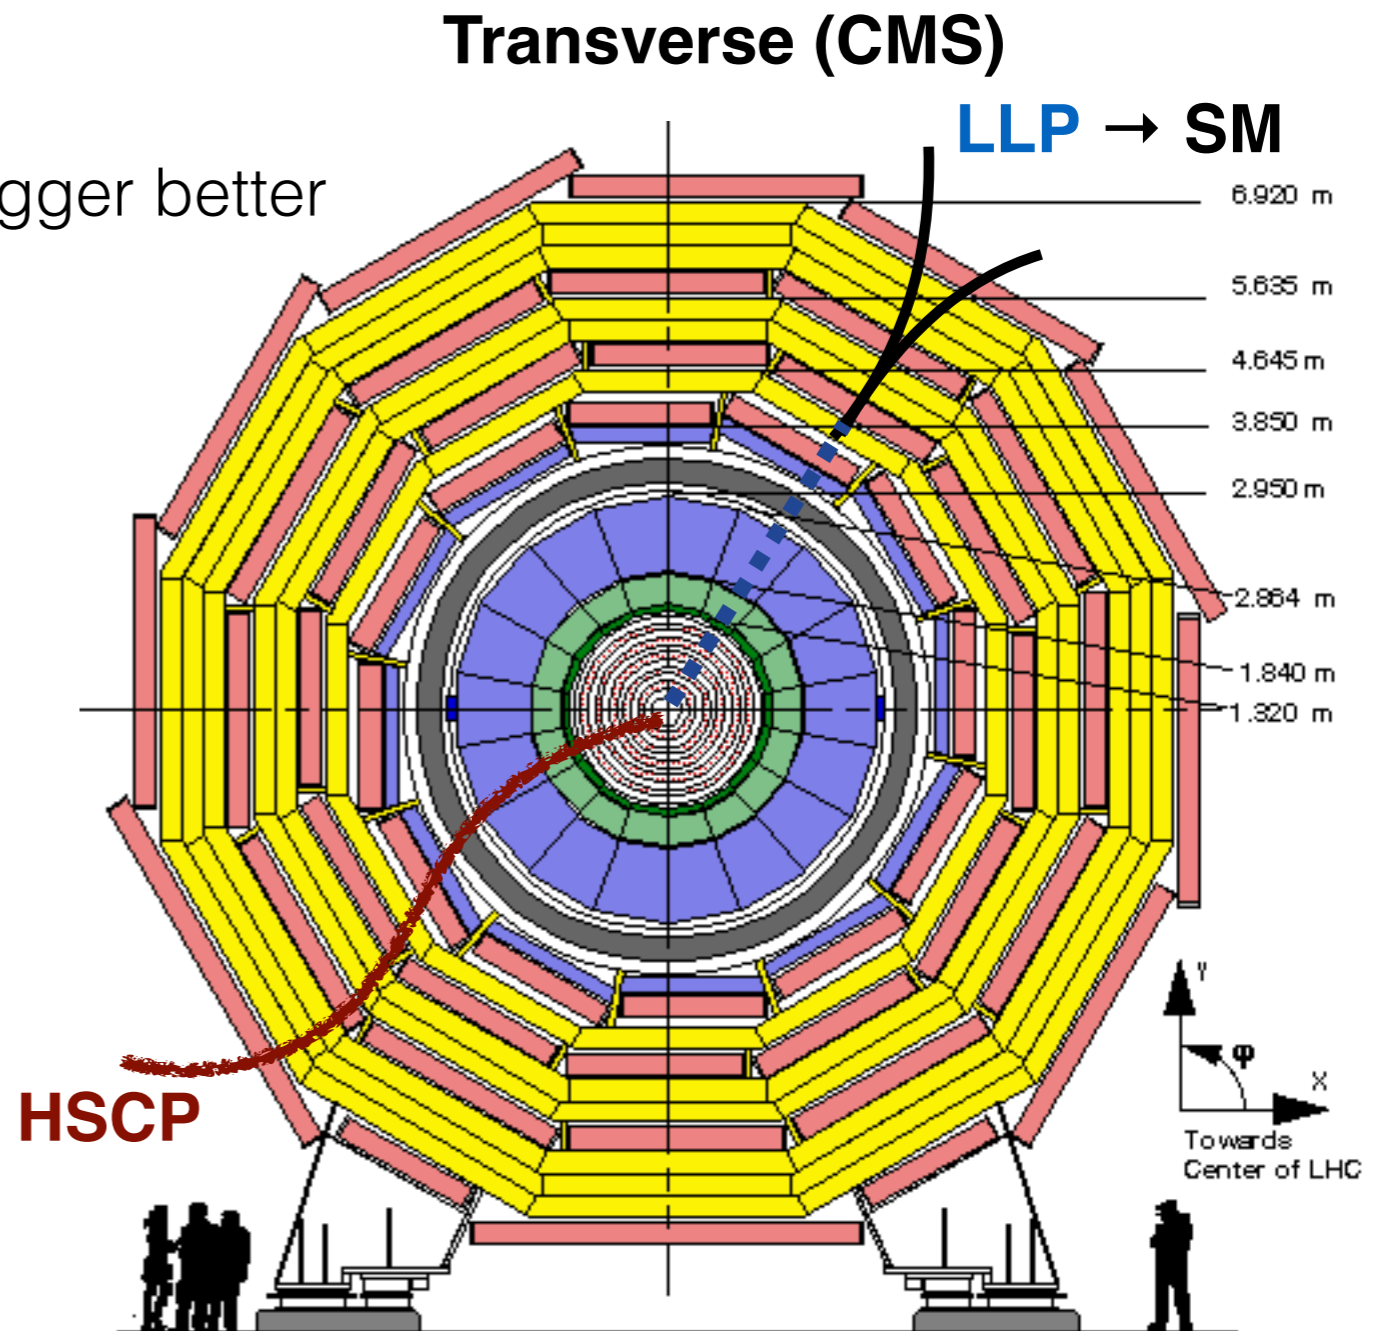 Transverse (CMS)
LLP → SM
gger better
6.920 m
5.635 m
4.645 m
3.850 m
2.950 m
2.864 m
1.840 m
1.320 m
HSCP
Y
φ
X
Towards
Center of LHC